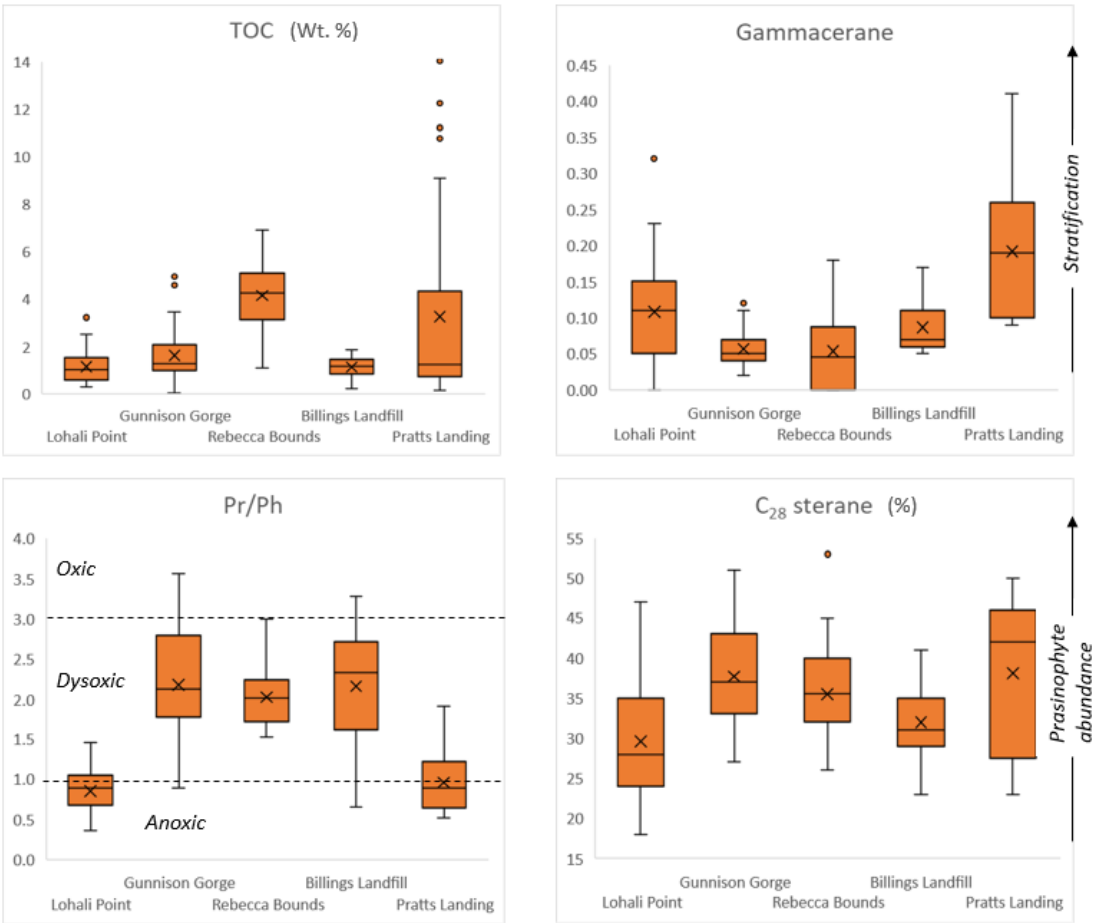 TOC (Wt. %)
14
12
10
8
6
4
2
0
Gunnison Gorge Billings Landfill
Lohali Point Rebecca Bounds Pratts Landing
Gammacerane
0.45
0.40
0.35
0.30
0.25
0.20
0.15
0.10
0.05
0.00
Gunnison Gorge Billings Landfill
Lohali Point Rebecca Bounds Pratts Landing
Stratification
Pr/Ph
4.0
3.5
3.0
2.5
2.0
1.5
1.0
0.5
0.0
Oxic
Dysoxic
Anoxic
Gunnison Gorge Billings Landfill
Lohali Point Rebecca Bounds Pratts Landing
C₂₈ sterane (%)
55
50
45
40
35
30
25
20
15
Gunnison Gorge Billings Landfill
Lohali Point Rebecca Bounds Pratts Landing
Prasinophyte
abundance